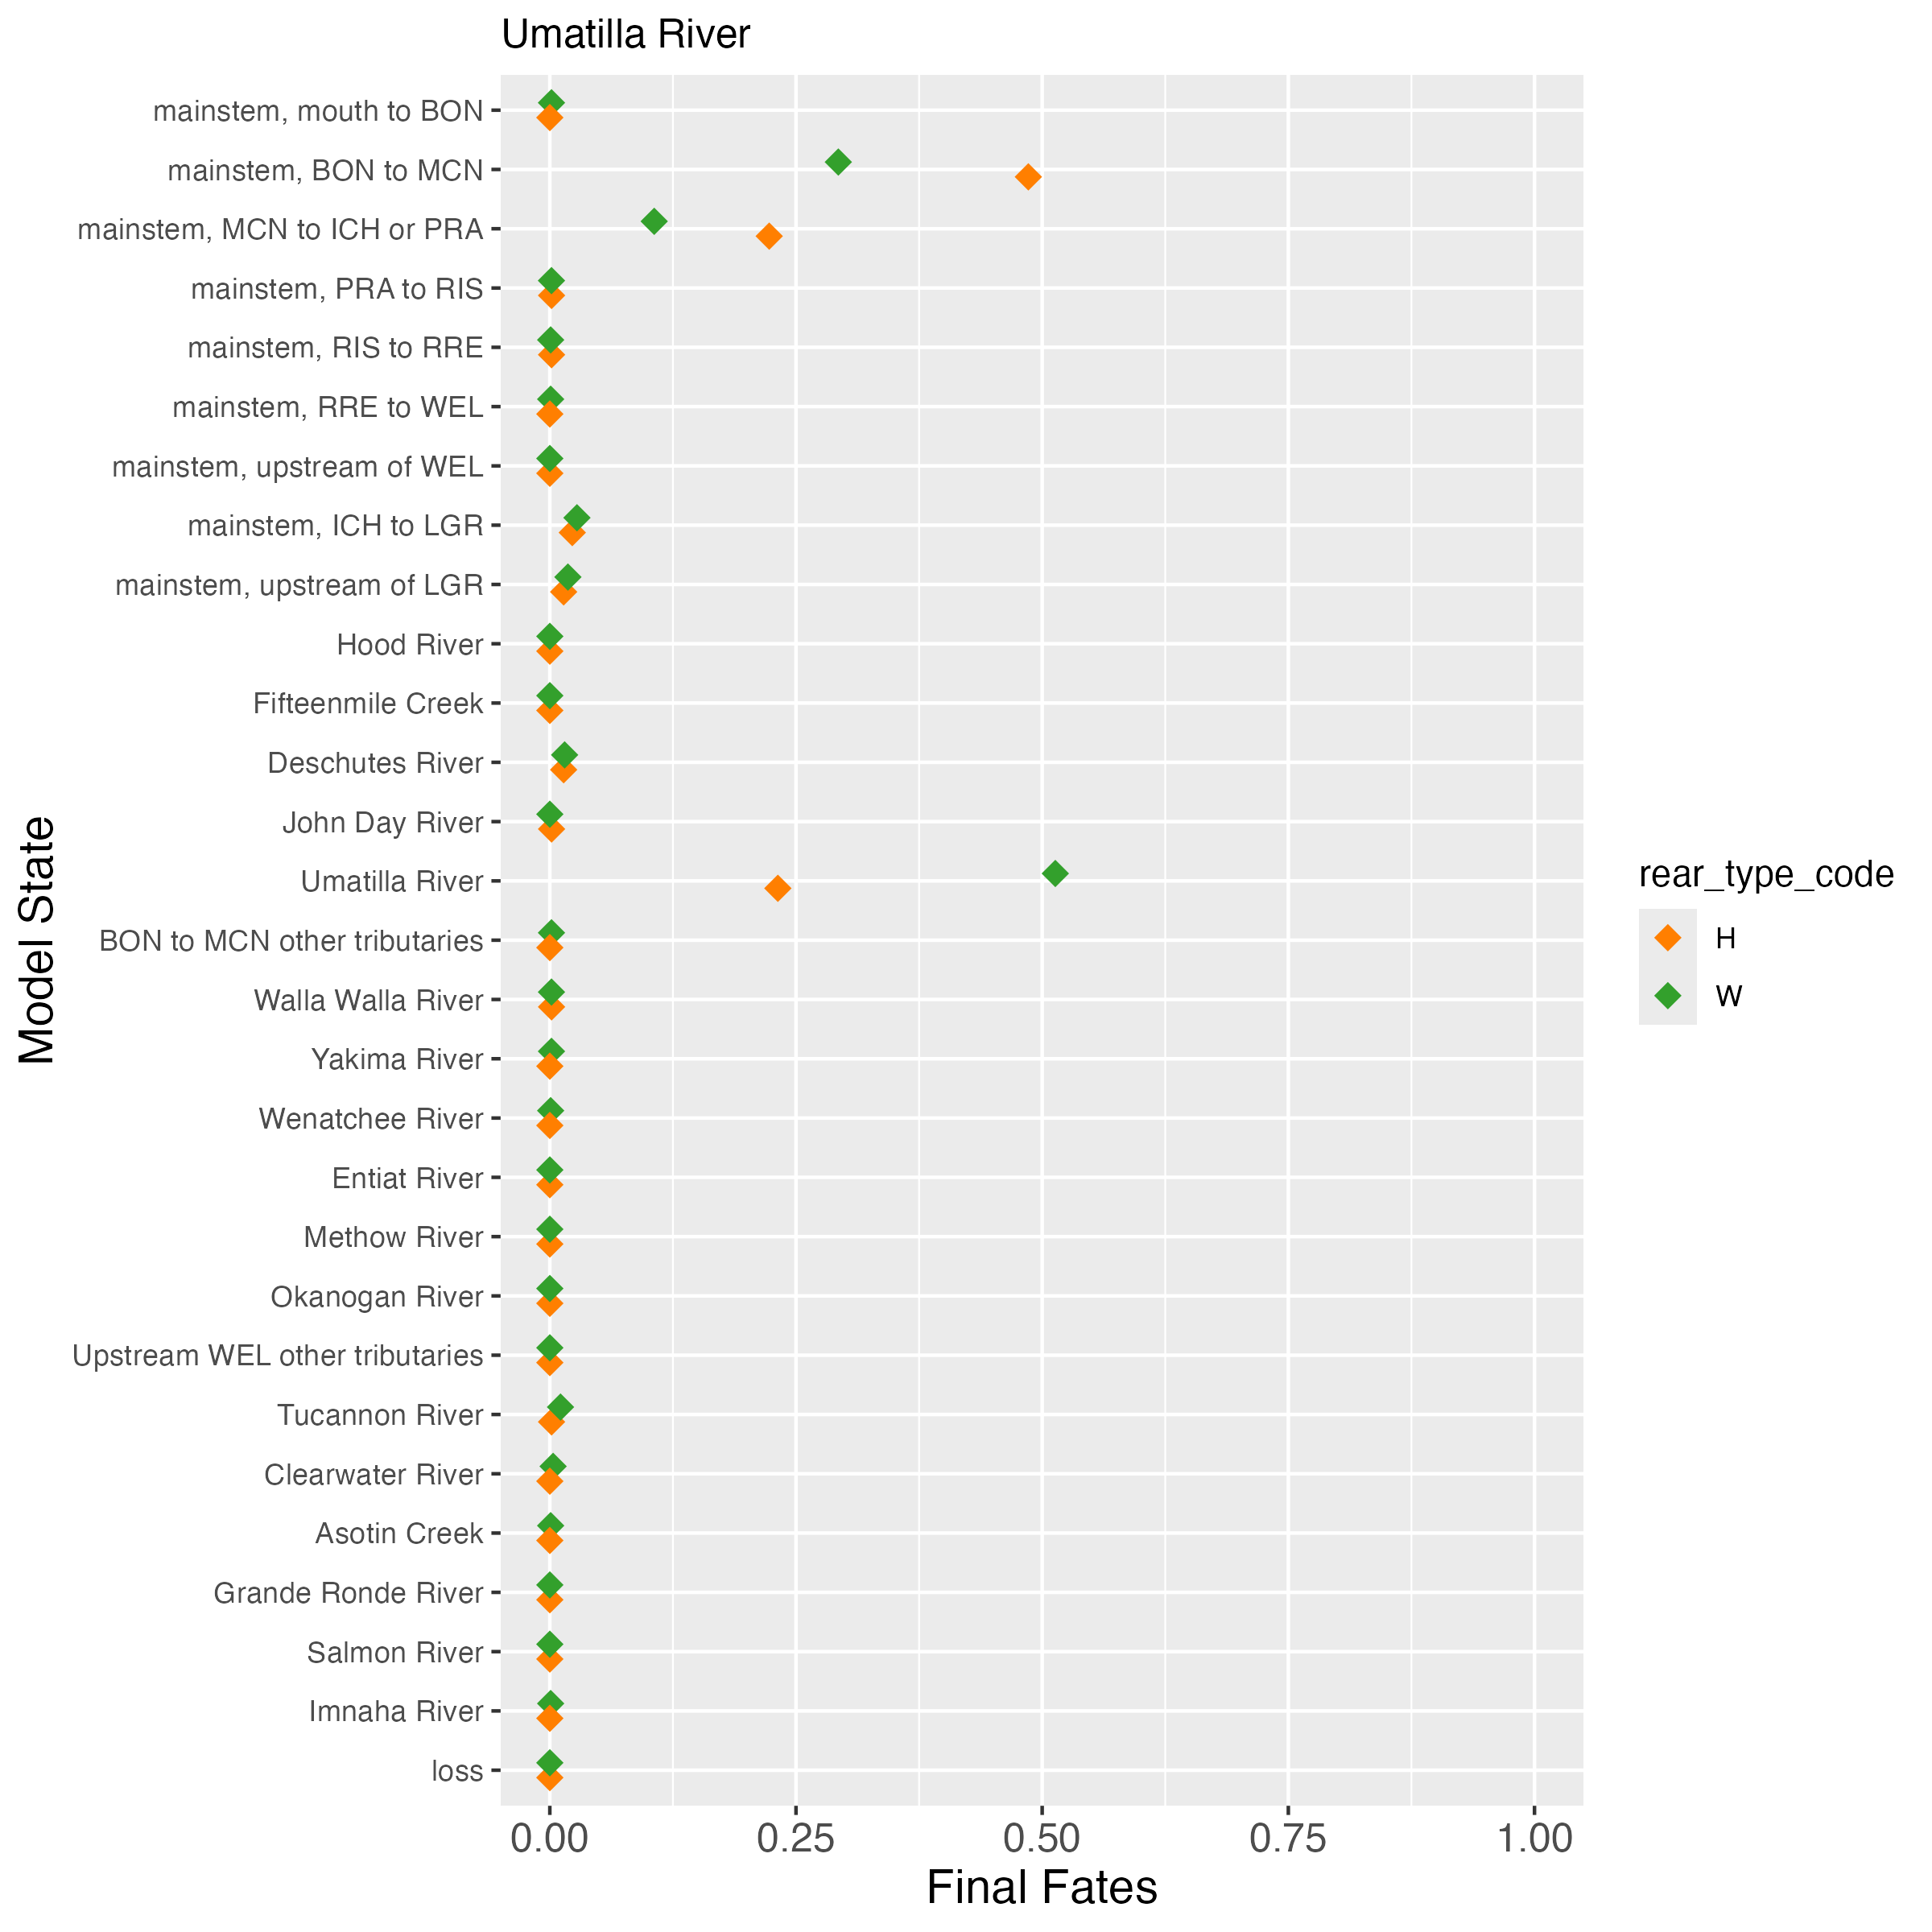 Umatilla River
mainstem, mouth to BON
mainstem, BON to MCN
mainstem, MCN to ICH or PRA
mainstem, PRA to RIS
mainstem, RIS to RRE
mainstem, RRE to WEL
mainstem, upstream of WEL
mainstem, ICH to LGR
mainstem, upstream of LGR
Hood River
Fifteenmile Creek
Deschutes River
John Day River
Umatilla River
BON to MCN other tributaries
Walla Walla River
Yakima River
Wenatchee River
Entiat River
Methow River
Okanogan River
Upstream WEL other tributaries
Tucannon River
Clearwater River
Asotin Creek
Grande Ronde River
Salmon River
Imnaha River
loss
Model State
0.00 0.25 0.50 0.75 1.00
Final Fates
rear_type_code
H
W